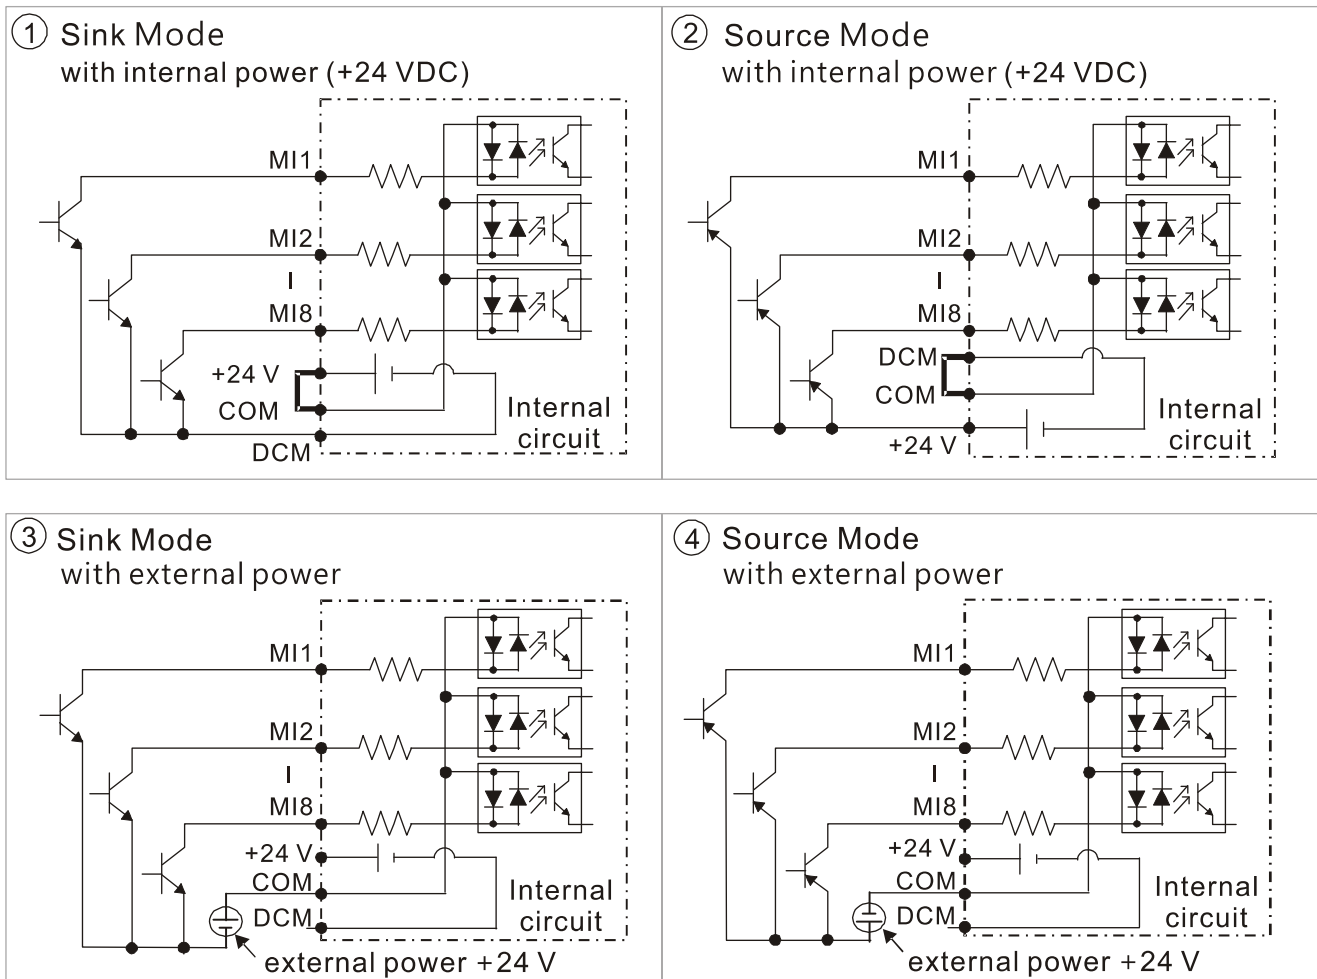 ① Sink Mode
with internal power (+24 VDC)
MI1
MI2
I
MI8
+24 V
COM
DCM
Internal
circuit
② Source Mode
with internal power (+24 VDC)
MI1
MI2
I
MI8
DCM
COM
+24 V
Internal
circuit
③ Sink Mode
with external power
MI1
MI2
I
MI8
+24 V
COM
DCM
Internal
circuit
external power +24 V
④ Source Mode
with external power
MI1
MI2
I
MI8
+24 V
COM
DCM
Internal
circuit
external power +24 V